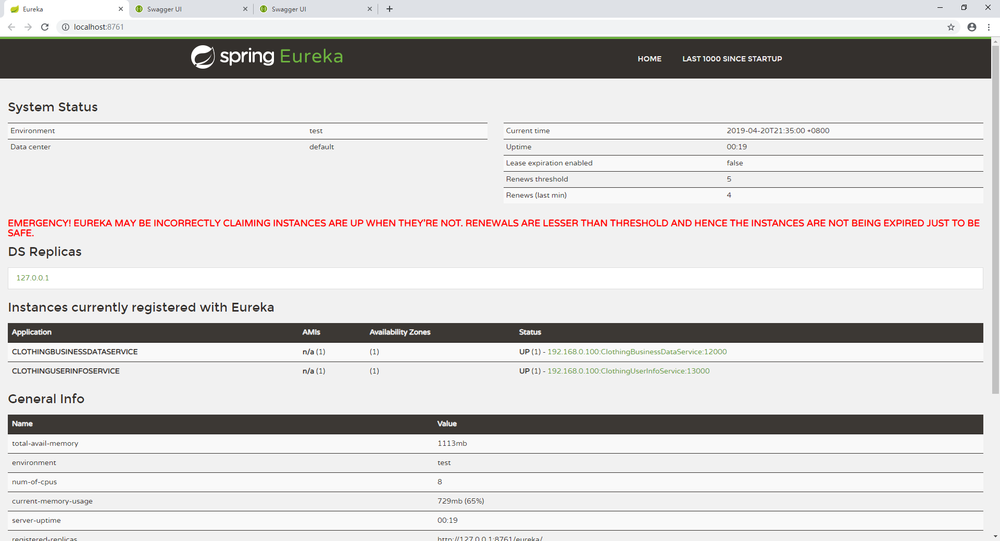 Eureka
Swagger UI
Swagger UI
localhost:8761
spring Eureka
HOME
LAST 1000 SINCE STARTUP
System Status
Environment test
Data center default
Current time 2019-04-20T21:35:00 +0800
Uptime 00:19
Lease expiration enabled false
Renews threshold 5
Renews (last min) 4
EMERGENCY! EUREKA MAY BE INCORRECTLY CLAIMING INSTANCES ARE UP WHEN THEY'RE NOT. RENEWALS ARE LESSER THAN THRESHOLD AND HENCE THE INSTANCES ARE NOT BEING EXPIRED JUST TO BE
SAFE.
DS Replicas
127.0.0.1
Instances currently registered with Eureka
Application AMIs Availability Zones Status
CLOTHINGBUSINESSDATASERVICE n/a (1) (1) UP (1) - 192.168.0.100:ClothingBusinessDataService:12000
CLOTHINGUSERINFOSERVICE n/a (1) (1) UP (1) - 192.168.0.100:ClothingUserInfoService:13000
General Info
Name Value
total-avail-memory 1113mb
environment test
num-of-cpus 8
current-memory-usage 729mb (65%)
server-uptime 00:19
registered-replicas http://127.0.0.1:8761/eureka/